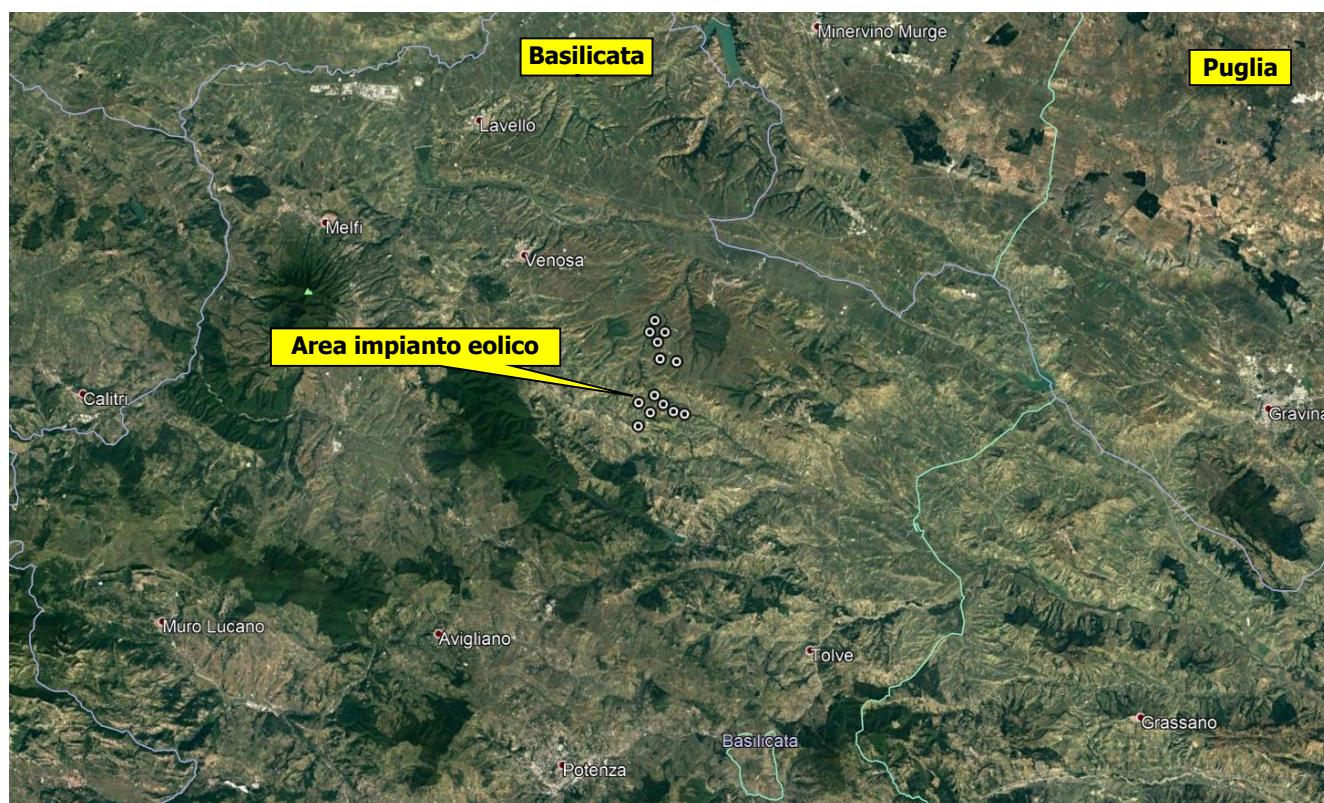 Minervino Murge
Basilicata
Puglia
Lavello
Melfi
Venosa
Area impianto eolico
Calitri
Gravina
Muro Lucano
Avigliano
Tolve
Grassano
Basilicata
Potenza